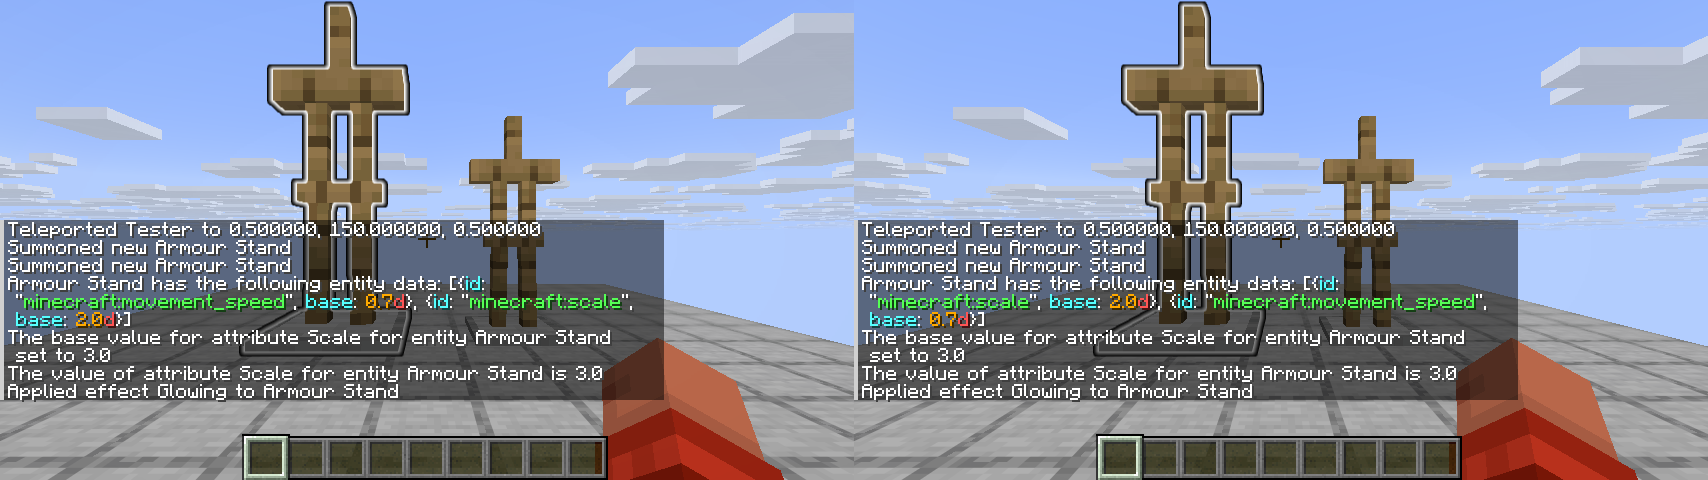 Teleported Tester to 0.500000, 150.000000, 0.500000
Summoned new Armour Stand
Summoned new Armour Stand
Armour Stand has the following entity data: [{id:
"minecraft:movement_speed", base: 0.7d}, {id: "minecraft:scale",
base: 2.0d}]
The base value for attribute Scale for entity Armour Stand
set to 3.0
The value of attribute Scale for entity Armour Stand is 3.0
Applied effect Glowing to Armour Stand
Teleported Tester to 0.500000, 150.000000, 0.500000
Summoned new Armour Stand
Summoned new Armour Stand
Armour Stand has the following entity data: [{id:
"minecraft:scale", base: 2.0d}, {id: "minecraft:movement_speed",
base: 0.7d}]
The base value for attribute Scale for entity Armour Stand
set to 3.0
The value of attribute Scale for entity Armour Stand is 3.0
Applied effect Glowing to Armour Stand